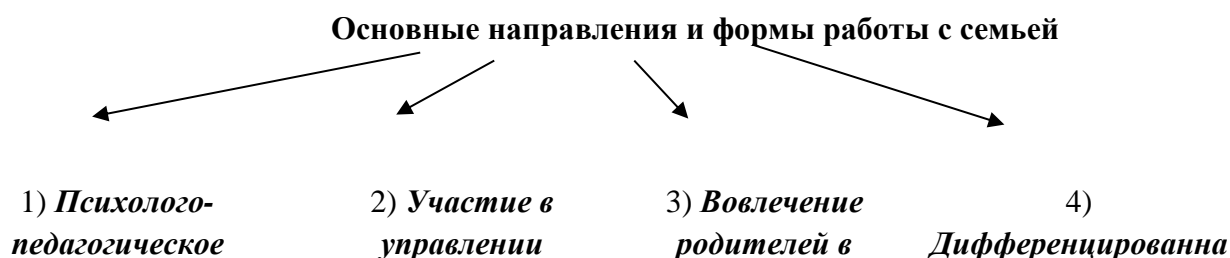 Основные направления и формы работы с семьей
1) Психолого-
педагогическое
2) Участие в
управлении
3) Вовлечение
родителей в
4)
Дифференцированна